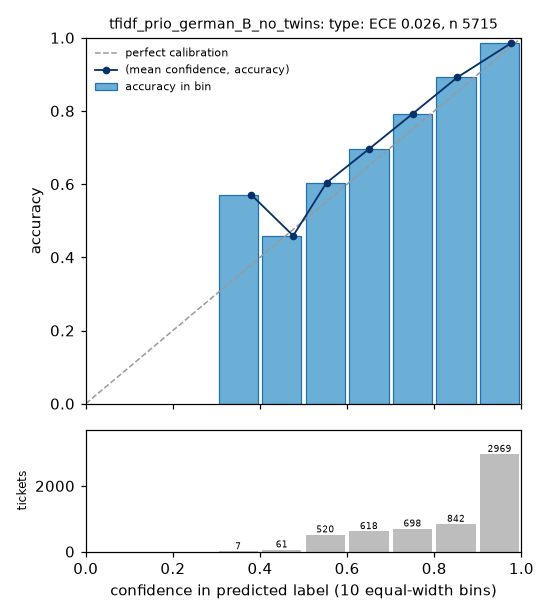 tfidf_prio_german_B_no_twins: type: ECE 0.026, n 5715
perfect calibration
(mean confidence, accuracy)
accuracy in bin
1.0
0.8
0.6
0.4
0.2
0.0
accuracy
2969
842
698
618
520
61
7
2000
0
tickets
0.0 0.2 0.4 0.6 0.8 1.0
confidence in predicted label (10 equal-width bins)